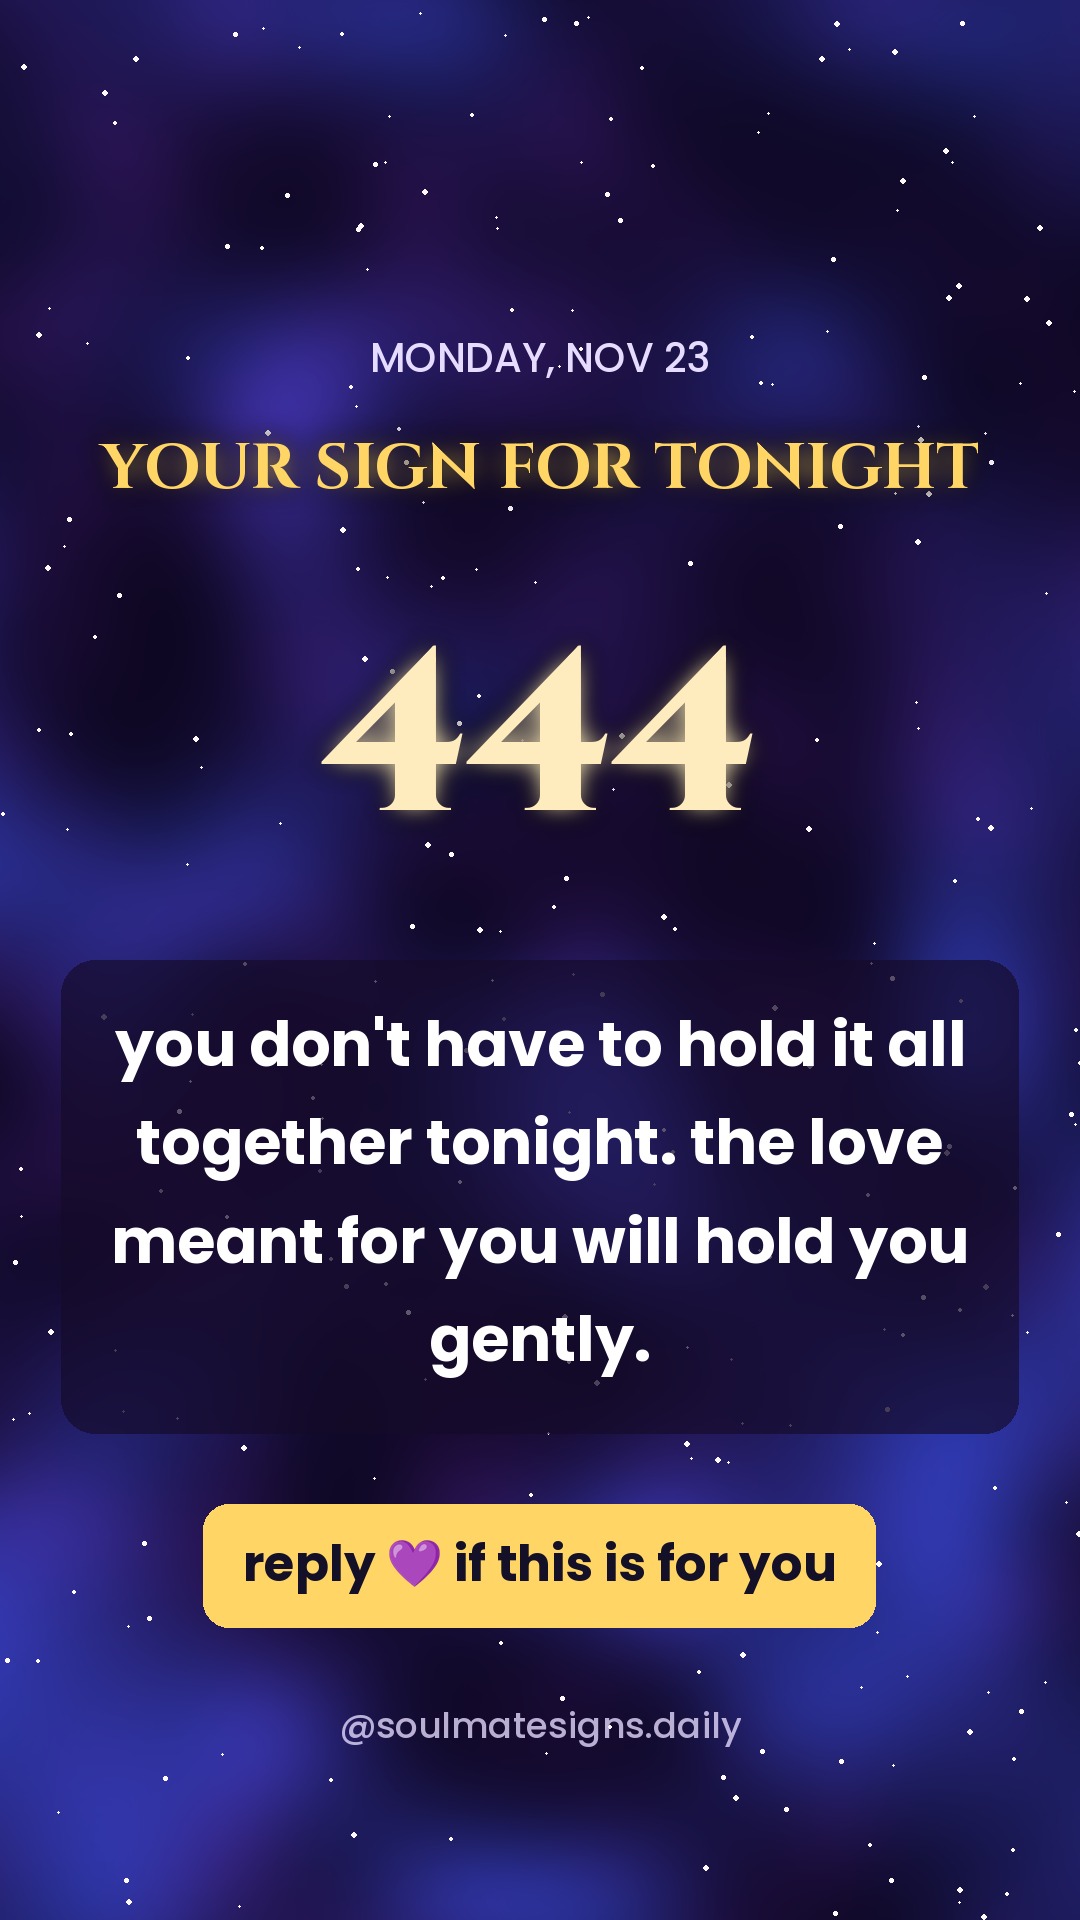 MONDAY, NOV 23
YOUR SIGN FOR TONIGHT
444
you don't have to hold it all
together tonight. the love
meant for you will hold you
gently.
reply 💜 if this is for you
@soulmatesigns.daily